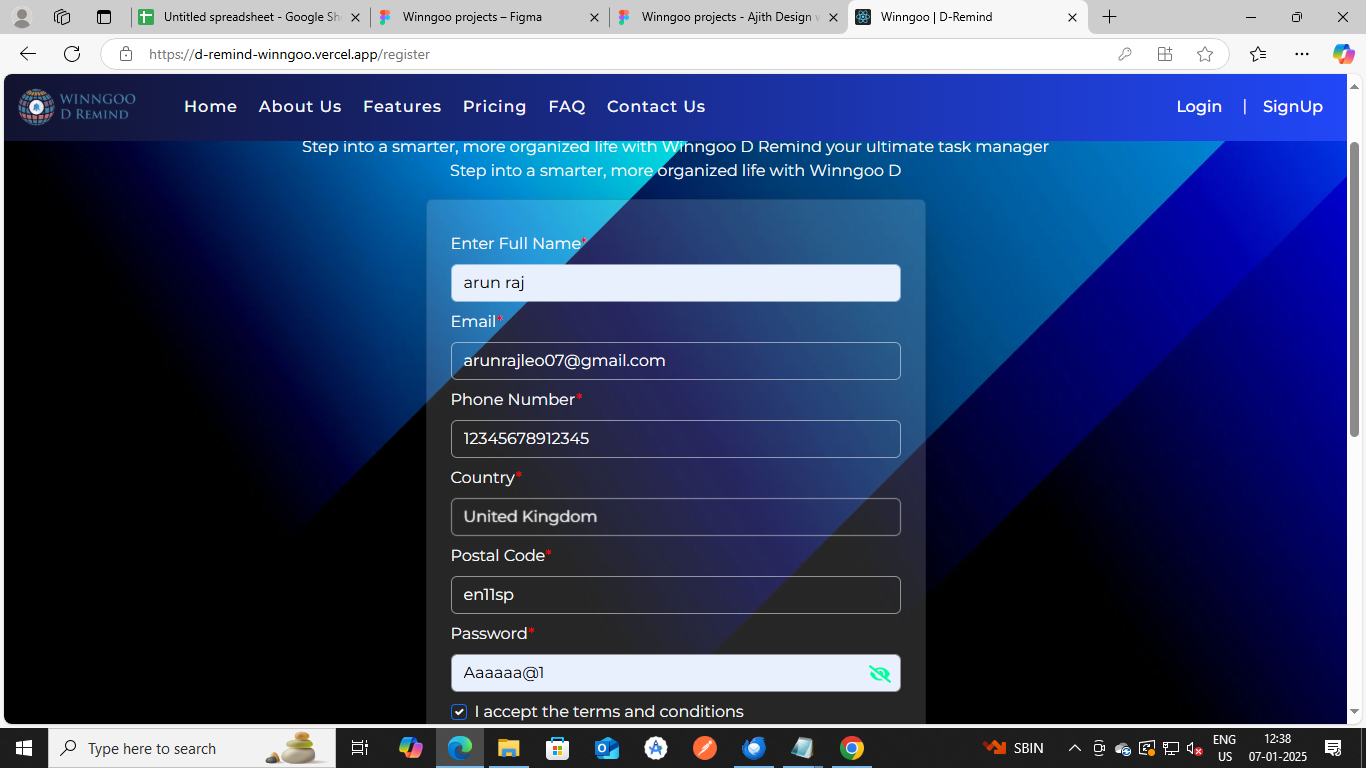 Untitled spreadsheet - Google She
Winngoo projects – Figma
Winngoo projects - Ajith Design w
Winngoo | D-Remind
https://d-remind-winngoo.vercel.app/register
WINNGOO
D REMIND
Home About Us Features Pricing FAQ Contact Us Login | SignUp
Step into a smarter, more organized life with Winngoo D Remind your ultimate task manager
Step into a smarter, more organized life with Winngoo D
Enter Full Name*
arun raj
Email*
arunrajleo07@gmail.com
Phone Number*
12345678912345
Country*
United Kingdom
Postal Code*
en11sp
Password*
Aaaaaa@1
I accept the terms and conditions
Type here to search
SBIN
ENG
US
12:38
07-01-2025